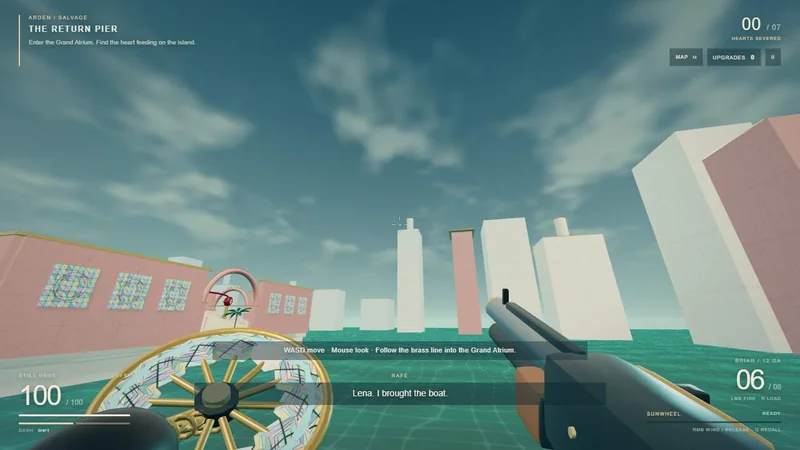 ARDEN / SALVAGE
THE RETURN PIER
Enter the Grand Atrium. Find the heart feeding on the island.
00 / 07
HEARTS SEVERED
MAP M
UPGRADES 0
WASD move · Mouse look · Follow the brass line into the Grand Atrium.
RAFE
Lena. I brought the boat.
STILL HERE
100 / 100
DASH SHIFT
BRIAR / 12 GA
06 / 08
LMB FIRE R LOAD
SUNWHEEL READY
RMB WIND / RELEASE · Q RECALL